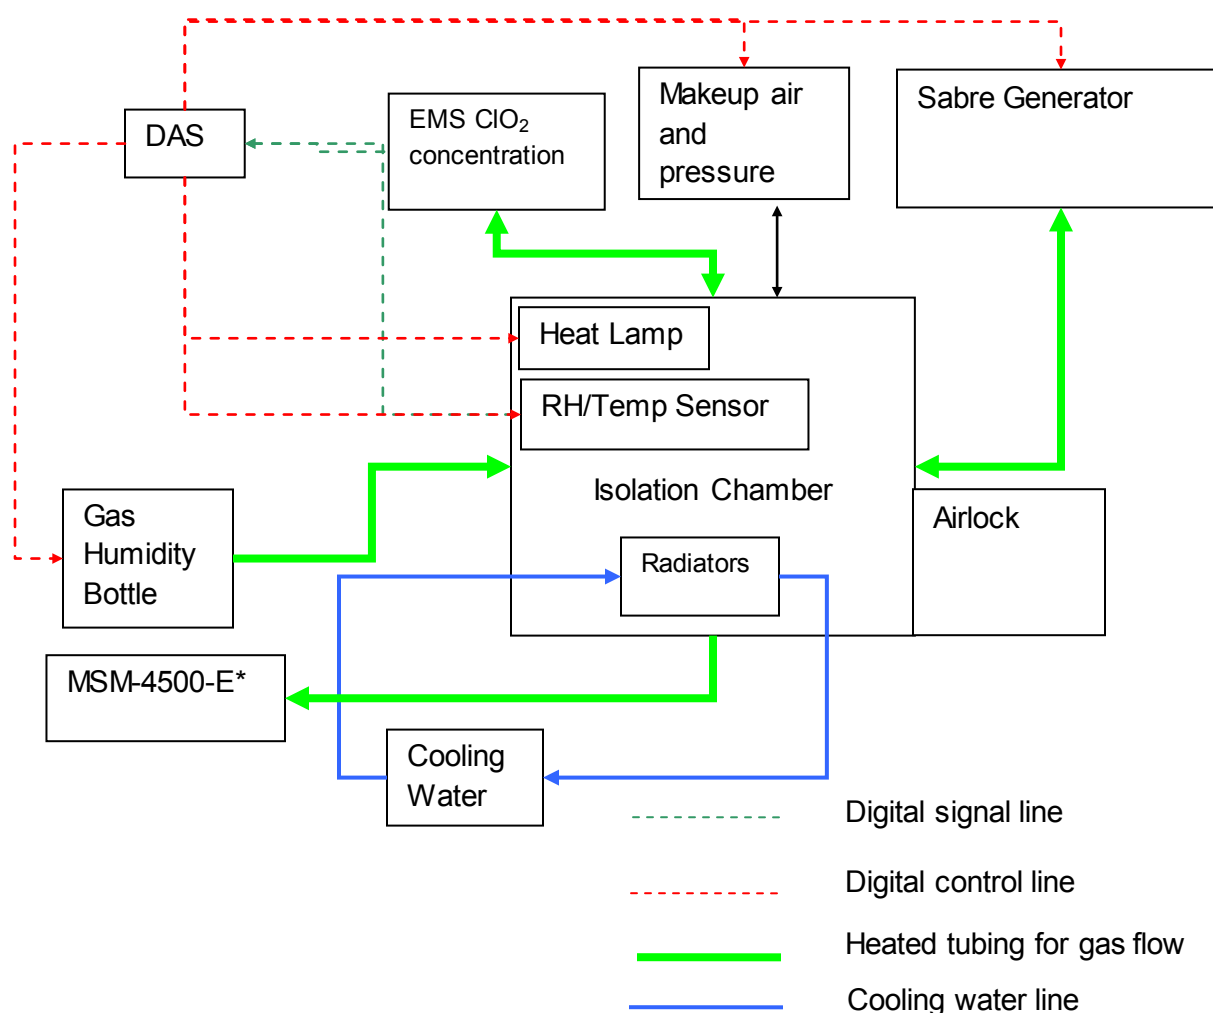 DAS
EMS ClO₂
concentration
Makeup air
and
pressure
Sabre Generator
Heat Lamp
RH/Temp Sensor
Isolation Chamber
Gas
Humidity
Bottle
Airlock
Radiators
MSM-4500-E*
Cooling
Water
Digital signal line
Digital control line
Heated tubing for gas flow
Cooling water line